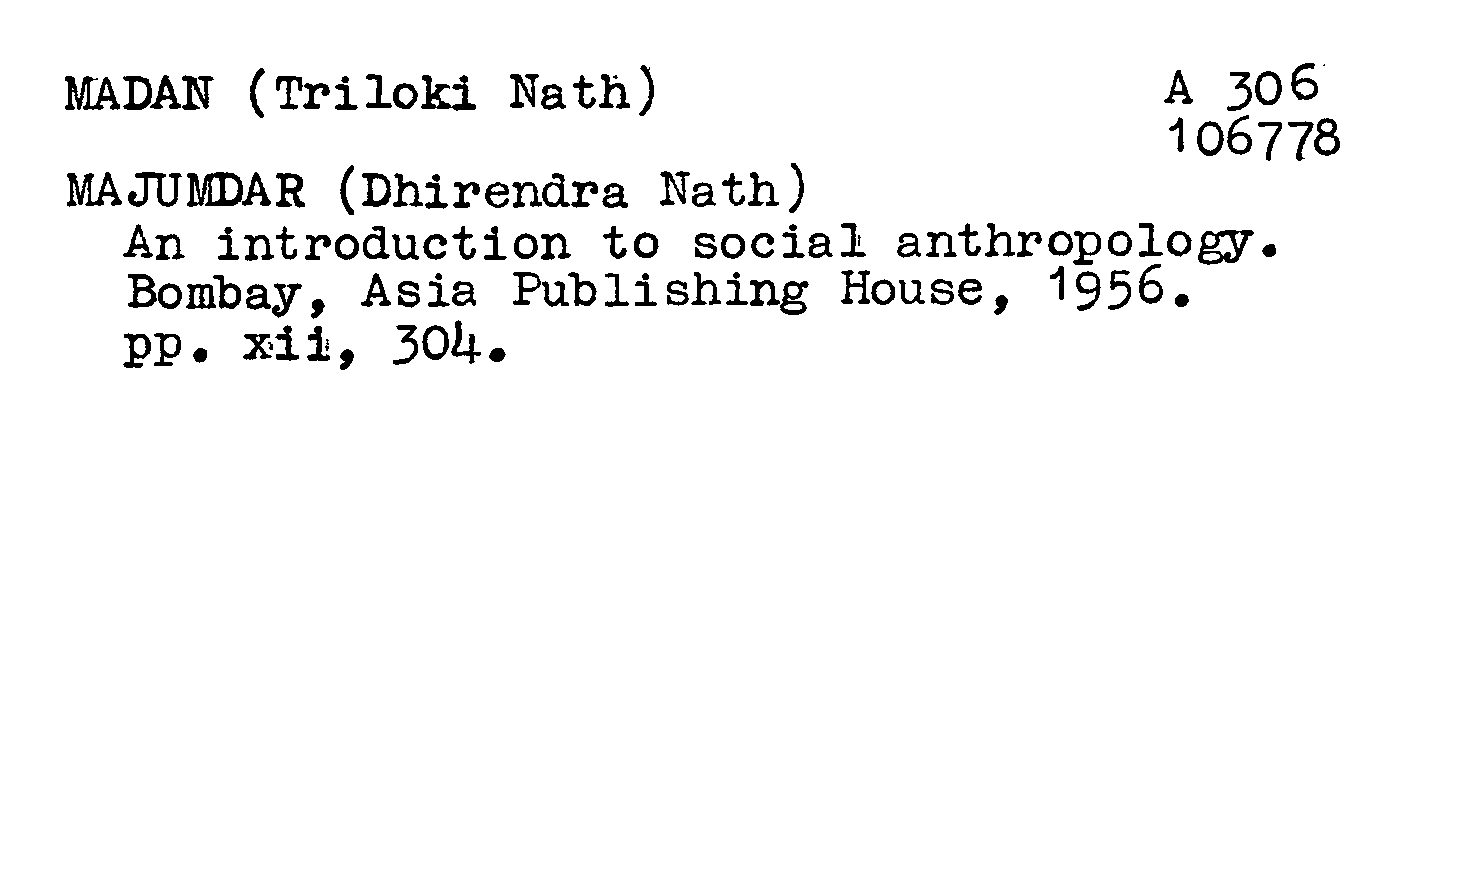 MADAN (Triloki Nath)
A 306
106778
MAJUMDAR (Dhirendra Nath)
An introduction to social anthropology.
Bombay, Asia Publishing House, 1956.
pp. xii, 304.